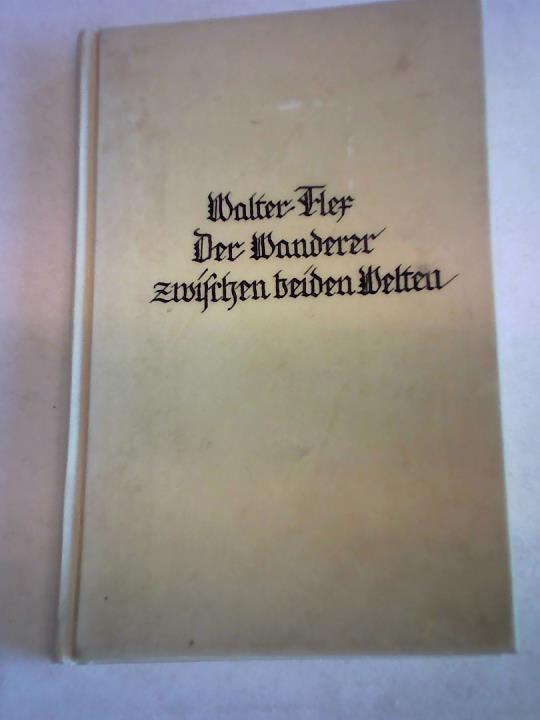 Walter Flex
Der Wanderer
zwischen beiden Welten